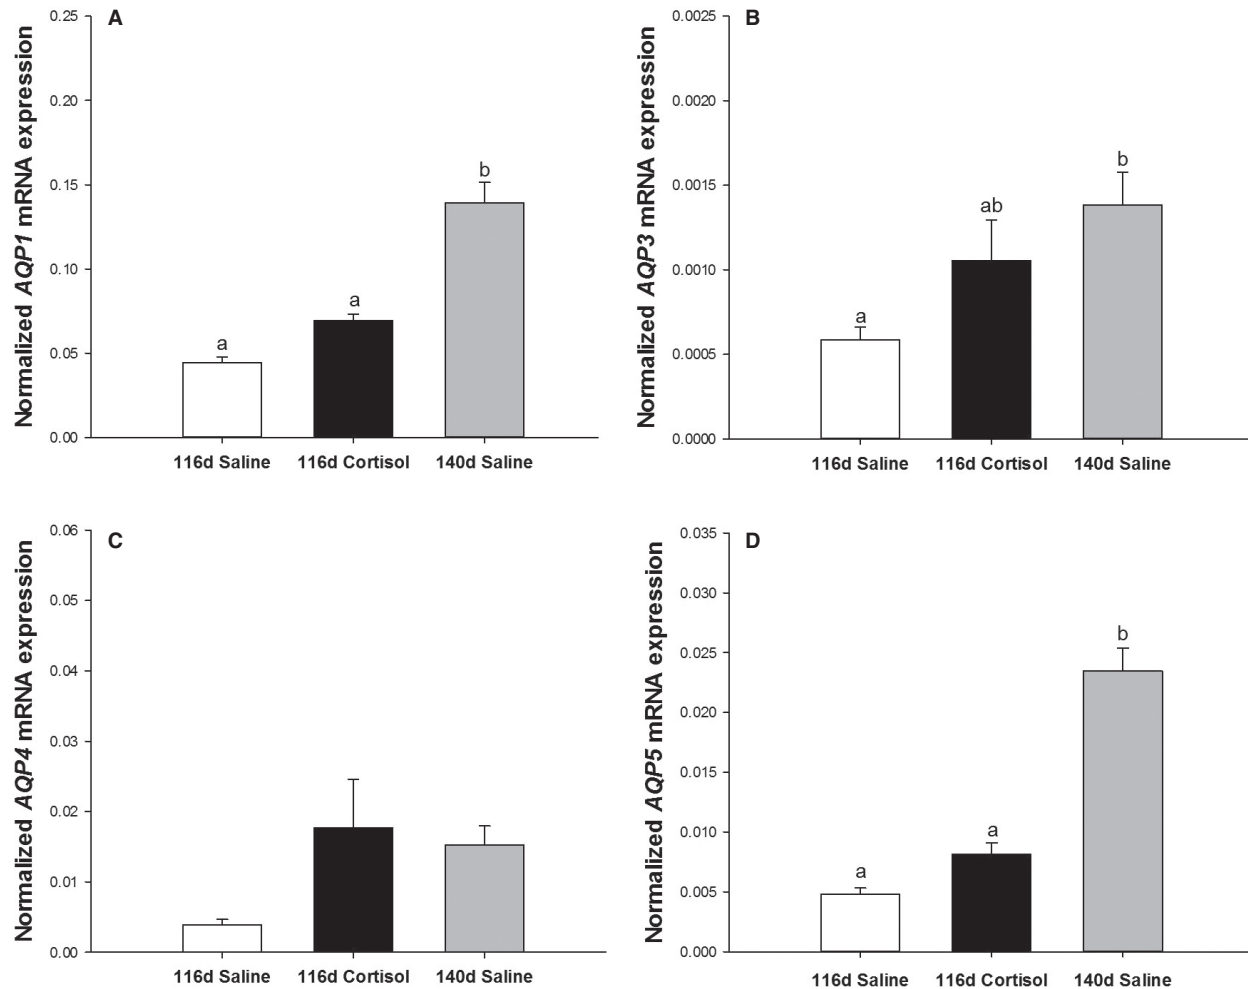 A
Normalized AQP1 mRNA expression
0.25
0.20
0.15
0.10
0.05
0.00
a
a
b
116d Saline 116d Cortisol 140d Saline
B
Normalized AQP3 mRNA expression
0.0025
0.0020
0.0015
0.0010
0.0005
0.0000
a
ab
b
116d Saline 116d Cortisol 140d Saline
C
Normalized AQP4 mRNA expression
0.06
0.05
0.04
0.03
0.02
0.01
0.00
116d Saline 116d Cortisol 140d Saline
D
Normalized AQP5 mRNA expression
0.035
0.030
0.025
0.020
0.015
0.010
0.005
0.000
a
a
b
116d Saline 116d Cortisol 140d Saline